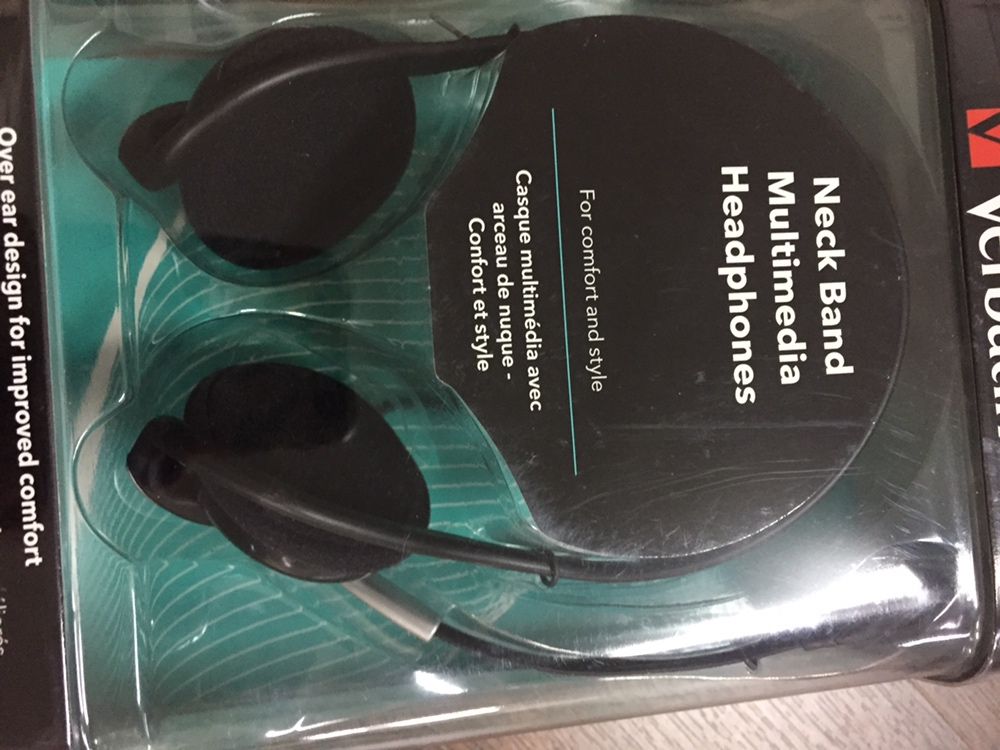 Verbatim
Neck Band
Multimedia
Headphones
For comfort and style
Casque multimédia avec
arceau de nuque -
Confort et style
Over ear design for improved comfort